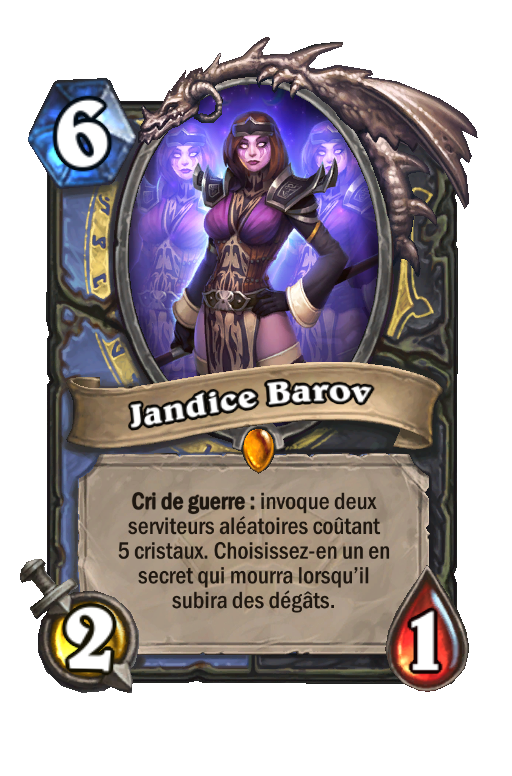 6
Jandice Barov
Cri de guerre : invoque deux
serviteurs aléatoires coûtant
5 cristaux. Choisissez-en un en
secret qui mourra lorsqu'il
subira des dégâts.
2
1